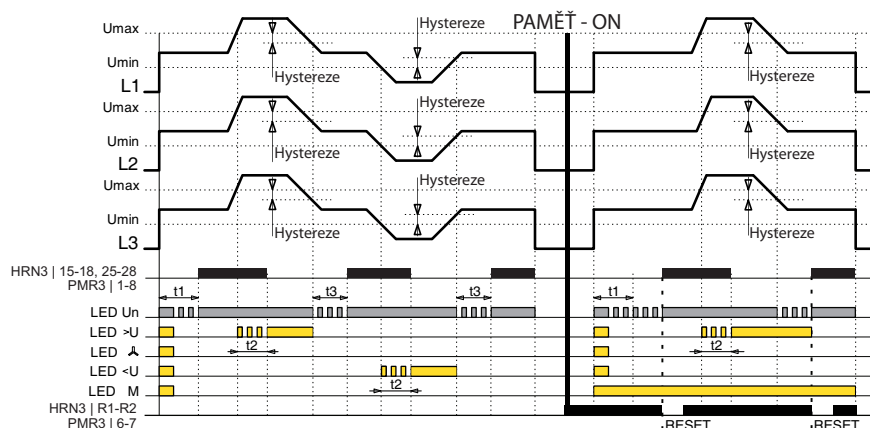 PAMĚŤ - ON
Umax
Hystereze
Umin
Hystereze
Hystereze
L1
Umax
Hystereze
Umin
Hystereze
Hystereze
L2
Umax
Hystereze
Umin
Hystereze
Hystereze
L3
HRN3 | 15-18, 25-28
PMR3 | 1-8
t1
t3
t3
t1
LED Un
LED >U
t2
t2
LED
LED <U
t2
LED M
HRN3 | R1-R2
PMR3 | 6-7
RESET
RESET